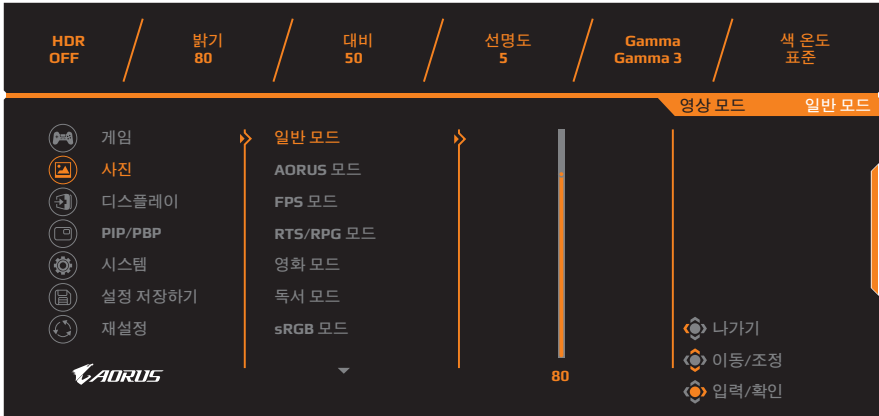 HDR
OFF
밝기
80
대비
50
선명도
5
Gamma
Gamma 3
색 온도
표준
영상 모드
일반 모드
게임
사진
디스플레이
PIP/PBP
시스템
설정 저장하기
재설정
AORUS
일반 모드
AORUS 모드
FPS 모드
RTS/RPG 모드
영화 모드
독서 모드
sRGB 모드
80
나가기
이동/조정
입력/확인